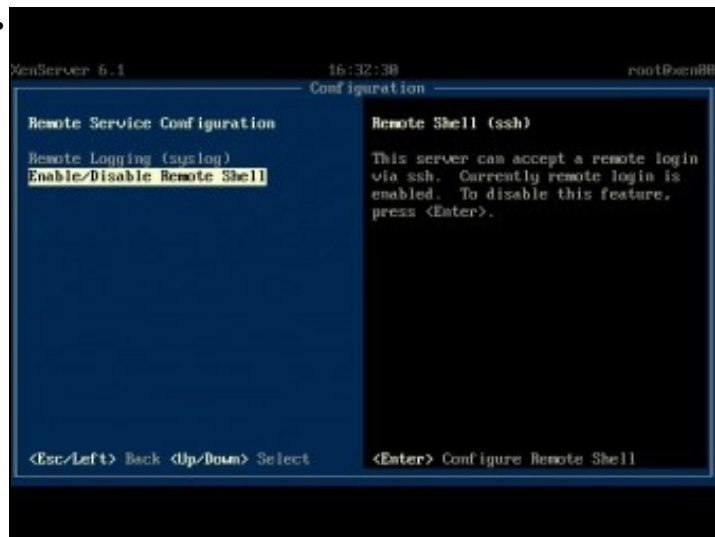 XenServer 6.1 16:32:30 root@xen00
Configuration
Remote Service Configuration
Remote Logging (syslog)
Enable/Disable Remote Shell
<Esc/Left> Back <Up/Down> Select
Remote Shell (ssh)
This server can accept a remote login
via ssh. Currently remote login is
enabled. To disable this feature,
press <Enter>.
<Enter> Configure Remote Shell